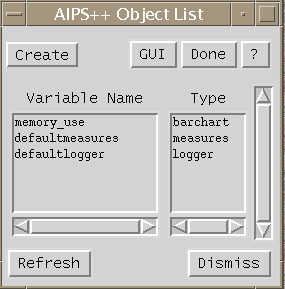 AIPS++ Object List
Create GUI Done ?
Variable Name Type
memory_use barchart
defaultmeasures measures
defaultlogger logger
Refresh Dismiss